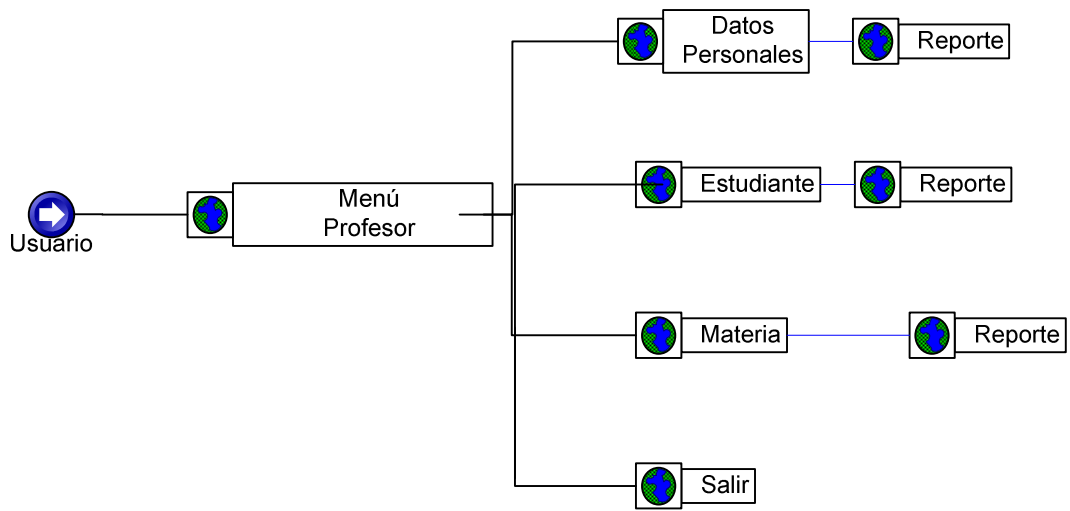 Datos
Personales
Reporte
Estudiante
Reporte
Menú
Profesor
Usuario
Materia
Reporte
Salir